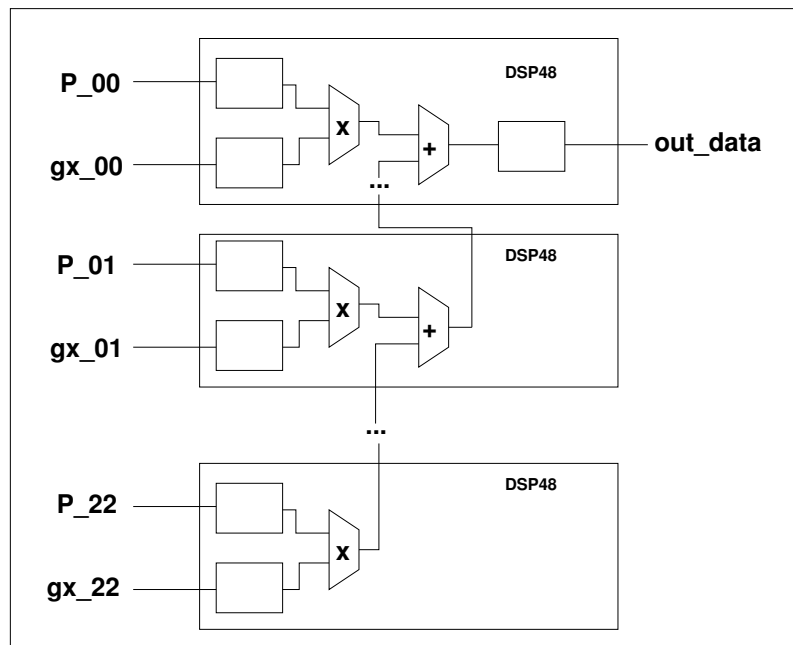 DSP48
P_00
x
+
out_data
gx_00
...
DSP48
P_01
x
+
gx_01
...
DSP48
P_22
x
gx_22